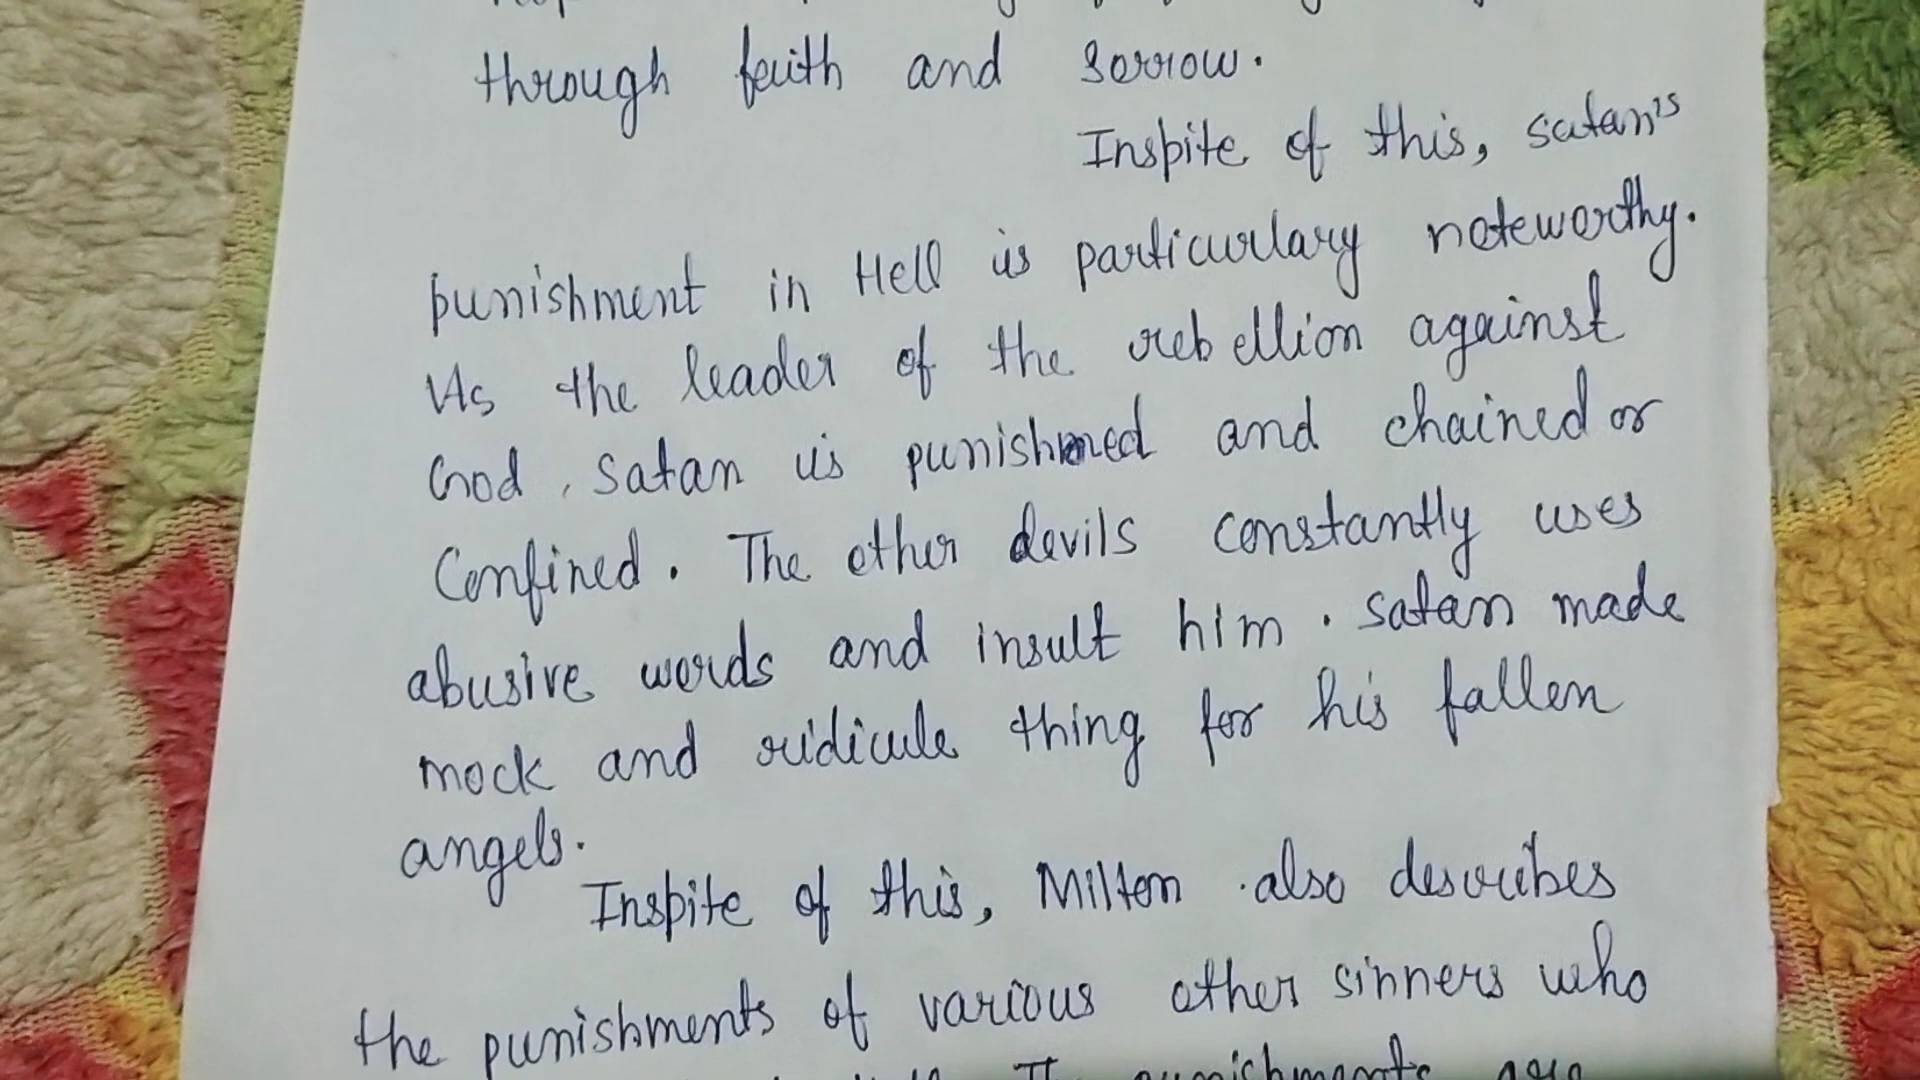 through faith and sorrow.
Inspite of this, satan's
punishment in Hell is particurlary noteworthy.
As the leader of the rebellion against
God, satan is punishmed and chained or
Confined. The other devils constantly uses
abusive words and insult him. satan made
mock and ridicule thing for his fallen
angels.
Inspite of this, Milton also describes
the punishments of various other sinners who
punishments are